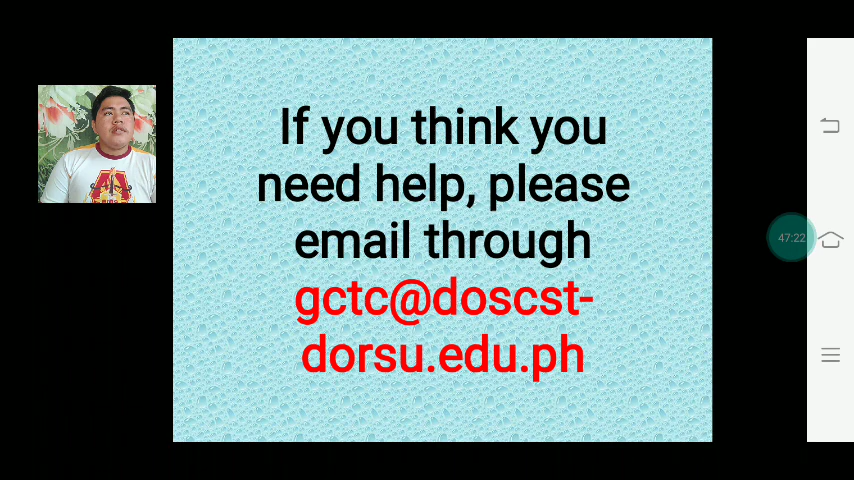 If you think you
need help, please
email through
gctc@doscst-
dorsu.edu.ph
47:22